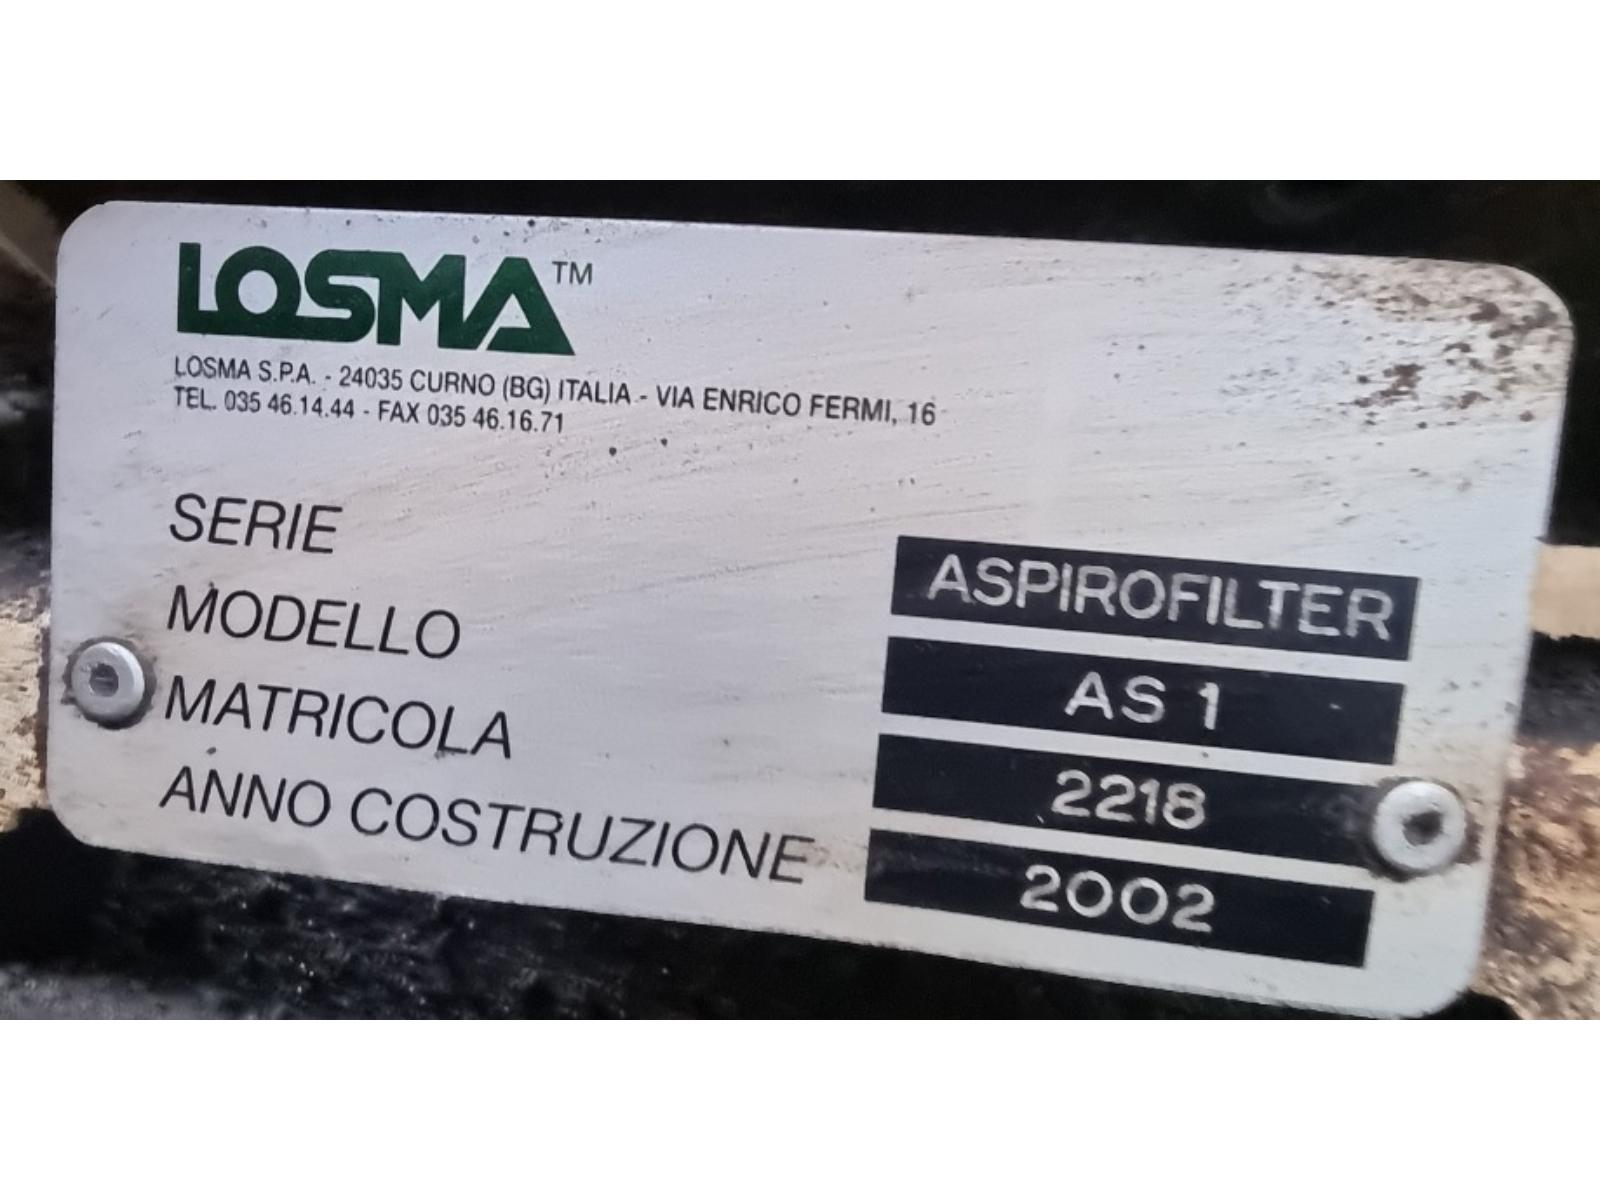 LOSMA™
LOSMA S.P.A. - 24035 CURNO (BG) ITALIA - VIA ENRICO FERMI, 16
TEL. 035 46.14.44 - FAX 035 46.16.71
SERIE ASPIROFILTER
MODELLO AS 1
MATRICOLA 2218
ANNO COSTRUZIONE 2002